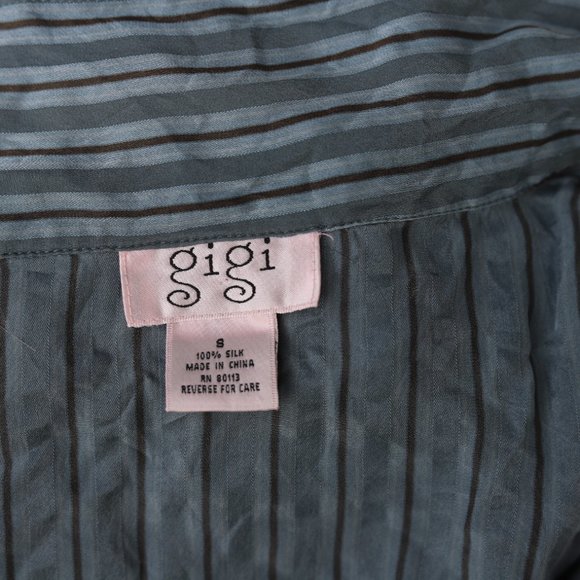 gigi
S
100% SILK
MADE IN CHINA
RN 80113
REVERSE FOR CARE